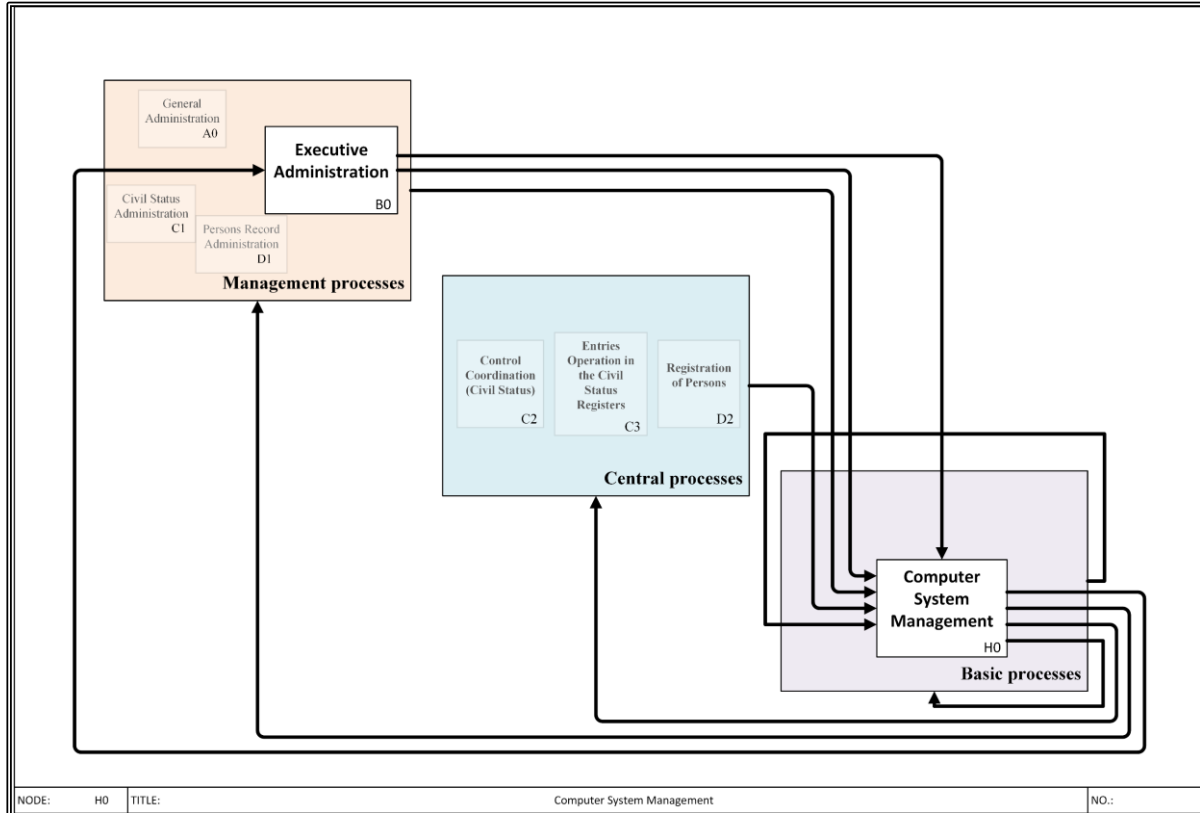 General
Administration
A0
Executive
Administration
B0
Civil Status
Administration
C1
Persons Record
Administration
D1
Management processes
Control
Coordination
(Civil Status)
C2
Entries
Operation in
the Civil
Status
Registers
C3
Registration
of Persons
D2
Central processes
Computer
System
Management
H0
Basic processes
NODE: H0 TITLE: Computer System Management NO.: